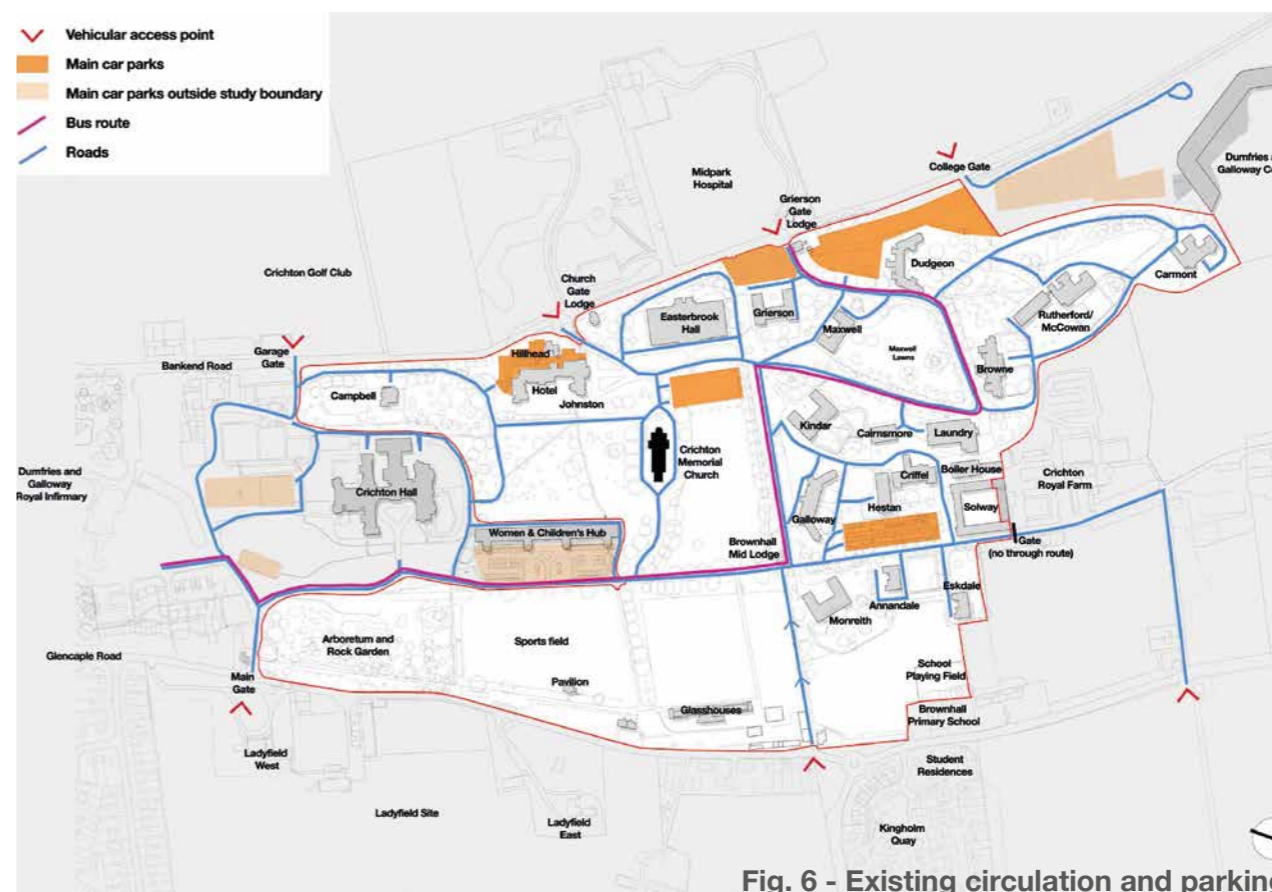 Vehicular access point
Main car parks
Main car parks outside study boundary
Bus route
Roads
Midpark
Hospital
College Gate
Dumfries a
Galloway Co
Grierson
Gate
Lodge
Crichton Golf Club
Church
Gate
Lodge
Dudgeon
Carmont
Easterbrook
Hall
Grierson
Maxwell
Rutherford/
McCowan
Maxwell
Lawns
Bankend Road
Garage
Gate
Hillhead
Hotel
Johnston
Campbell
Browne
Kindar
Cairnsmore
Laundry
Crichton
Memorial
Church
Dumfries and
Galloway
Royal Infirmary
Crichton Hall
Criffel
Boiler House
Crichton
Royal Farm
Galloway
Hestan
Solway
Women & Children's Hub
Brownhall
Mid Lodge
Gate
(no through route)
Eskdale
Annandale
Monreith
Arboretum and
Rock Garden
Sports field
Glencaple Road
Main
Gate
Pavilion
School
Playing Field
Glasshouses
Brownhall
Primary School
Ladyfield
West
Student
Residences
Ladyfield Site
Ladyfield
East
Kingholm
Quay
Fig. 6 - Existing circulation and parking